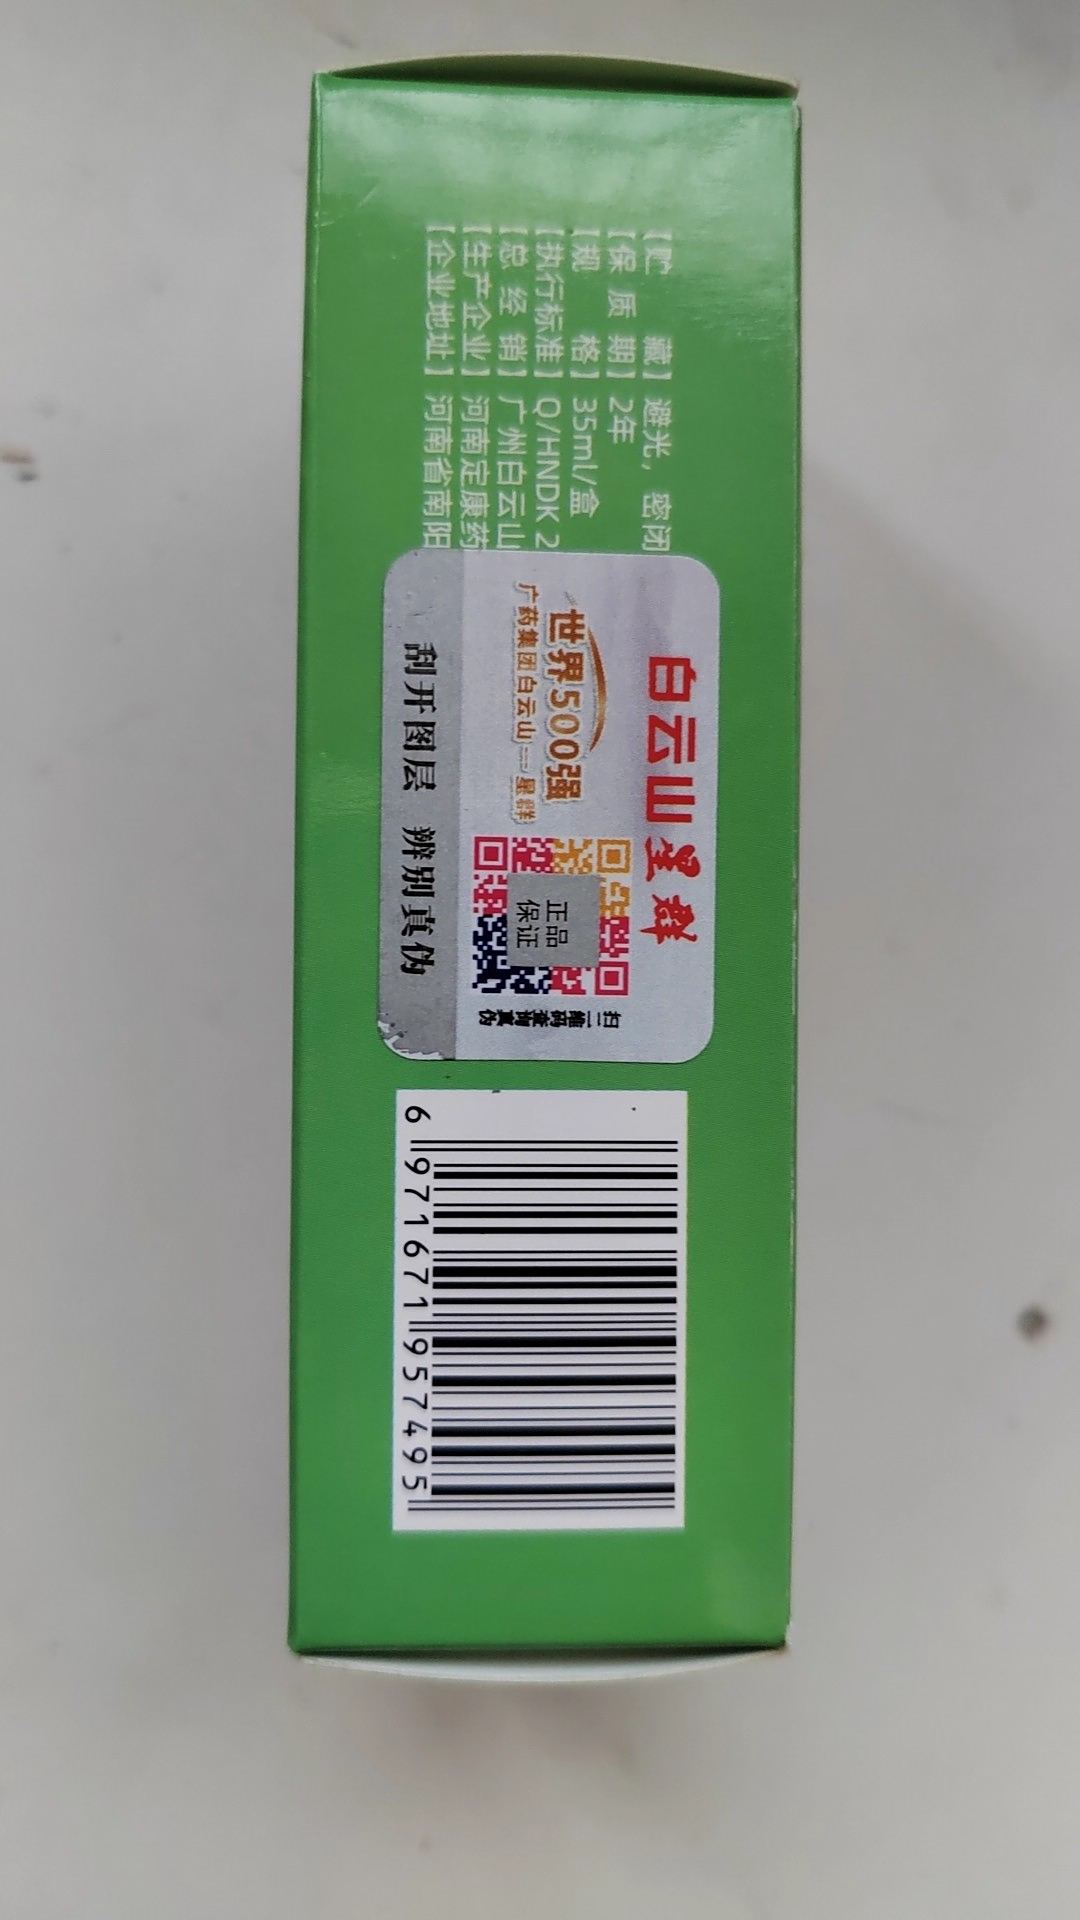 【贮 藏】避光，密闭
【保 质 期】2年
【规 格】35ml/盒
【执行标准】Q/HNDK 2
【总 经 销】广州白云山
【生产企业】河南定康药
【企业地址】河南省南阳
白云山星群
世界500强
广药集团白云山——星群
正品
保证
扫二维码查询真伪
刮开图层 辨别真伪
6 971671 957495